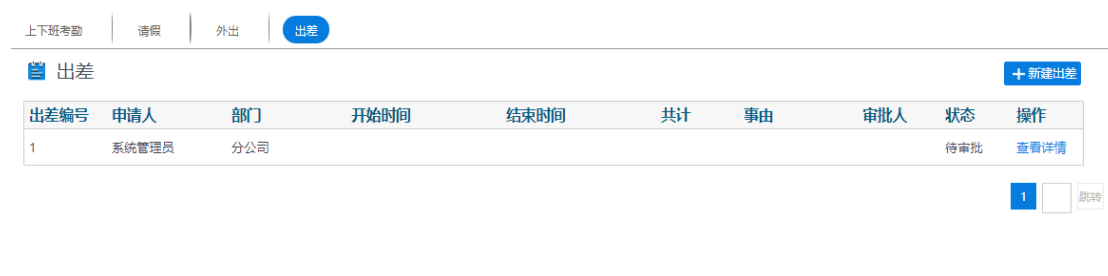 上下班考勤 请假 外出 出差
出差 新建出差
出差编号 申请人 部门 开始时间 结束时间 共计 事由 审批人 状态 操作
1 系统管理员 分公司 待审批 查看详情
1 跳转